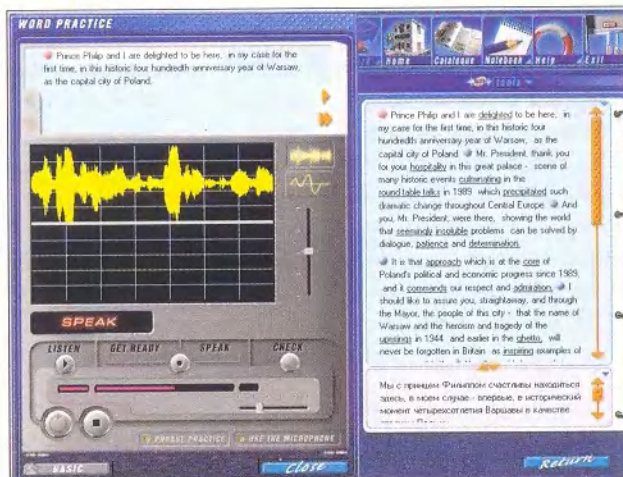 WORD PRACTICE
Prince Philip and I are delighted to be here, in my case for the
first time, in this historic four hundredth anniversary year of Warsaw,
as the capital city of Poland.
SPEAK
LISTEN
GET READY
SPEAK
CHECK
PHRASE PRACTICE
USE THE MICROPHONE
BASIC
Close
Home
Catalogue
Notebook
Help
Exit
tools
Prince Philip and I are delighted to be here, in
my case for the first time, in this historic four
hundredth anniversary year of Warsaw, as the
capital city of Poland. Mr. President, thank you
for your hospitality in this great palace - scene of
many historic events culminating in the
round table talks in 1989 which precipitated such
dramatic change throughout Central Europe. And
you, Mr. President, were there, showing the world
that seemingly insoluble problems can be solved by
dialogue, patience and determination.
It is that approach which is at the core of
Poland's political and economic progress since 1989,
and it commands our respect and admiration. I
should like to assure you, straightaway, and through
the Mayor, the people of this city - that the name of
Warsaw and the heroism and tragedy of the
uprisings in 1944 and earlier in the ghetto, will
never be forgotten in Britain as inspiring examples of
Мы с принцем Филиппом счастливы находиться
здесь, в моем случае - впервые, в исторический
момент четырехсотлетия Варшавы в качестве
Return